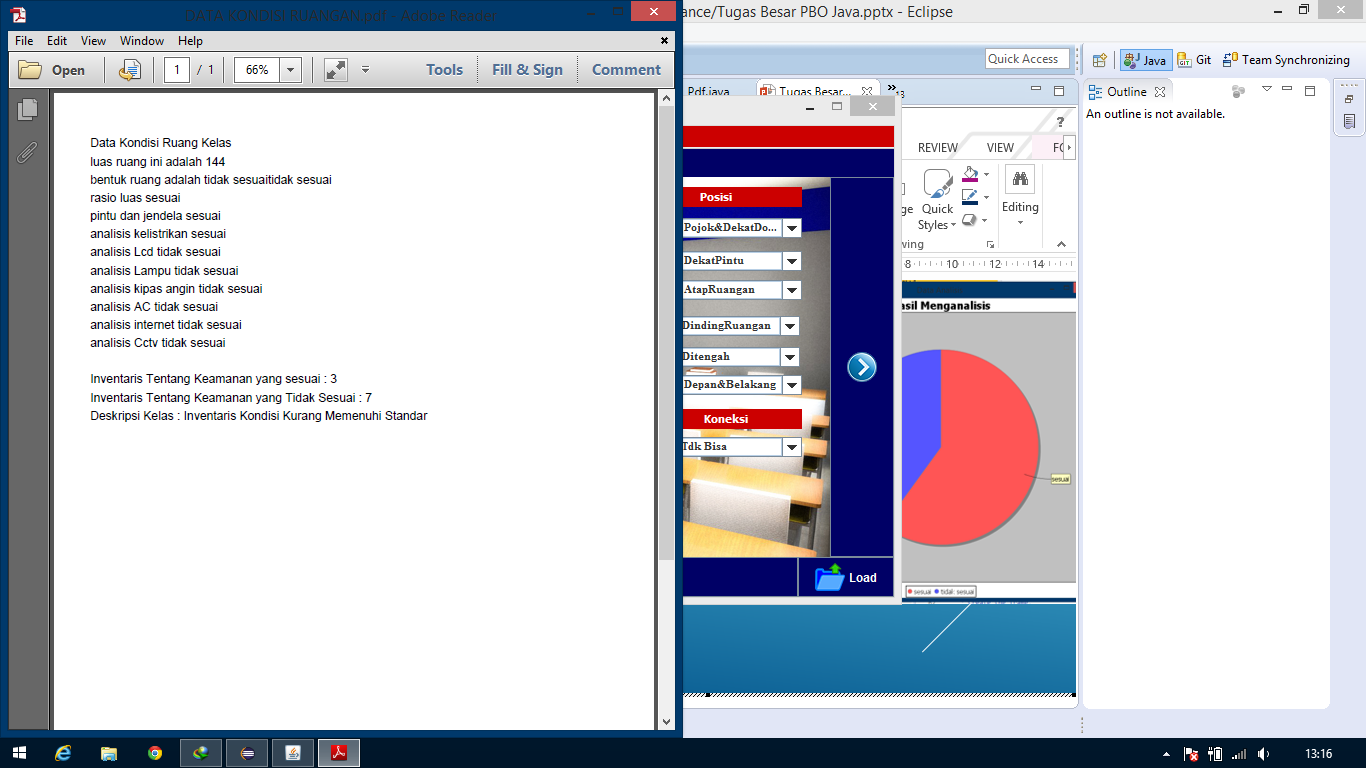 DATA KONDISI RUANGAN.pdf - Adobe Reader
File Edit View Window Help
Open
1 / 1
66%
Tools
Fill & Sign
Comment
Data Kondisi Ruang Kelas
luas ruang ini adalah 144
bentuk ruang adalah tidak sesuaitidak sesuai
rasio luas sesuai
pintu dan jendela sesuai
analisis kelistrikan sesuai
analisis Lcd tidak sesuai
analisis Lampu tidak sesuai
analisis kipas angin tidak sesuai
analisis AC tidak sesuai
analisis internet tidak sesuai
analisis Cctv tidak sesuai
Inventaris Tentang Keamanan yang sesuai : 3
Inventaris Tentang Keamanan yang Tidak Sesuai : 7
Deskripsi Kelas : Inventaris Kondisi Kurang Memenuhi Standar
ance/Tugas Besar PBO Java.pptx - Eclipse
Quick Access
Java
Git
Team Synchronizing
Pdf.java
Tugas Besar...
13
Outline
An outline is not available.
REVIEW
VIEW
FO
ge
Quick
Styles
Editing
wing
8 10 12 14
Posisi
Pojok&DekatDo...
DekatPintu
AtapRuangan
DindingRuangan
Ditengah
Depan&Belakang
Koneksi
Tdk Bisa
Load
asil Menganalisis
sesuai
sesuai tidak sesuai
13:16